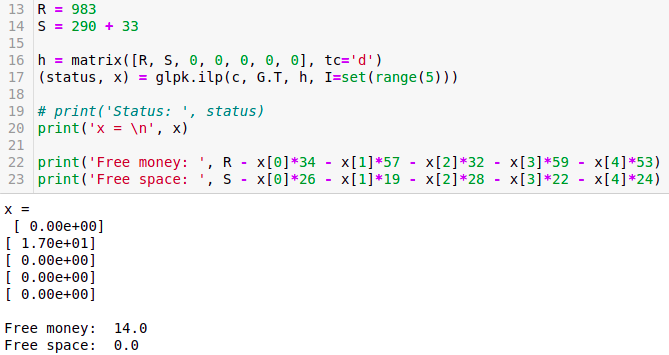 13 R = 983
14 S = 290 + 33
15
16 h = matrix([R, S, 0, 0, 0, 0, 0], tc='d')
17 (status, x) = glpk.ilp(c, G.T, h, I=set(range(5)))
18
19 # print('Status: ', status)
20 print('x = \n', x)
21
22 print('Free money: ', R - x[0]*34 - x[1]*57 - x[2]*32 - x[3]*59 - x[4]*53)
23 print('Free space: ', S - x[0]*26 - x[1]*19 - x[2]*28 - x[3]*22 - x[4]*24)
x =
[ 0.00e+00]
[ 1.70e+01]
[ 0.00e+00]
[ 0.00e+00]
[ 0.00e+00]
Free money:  14.0
Free space:  0.0